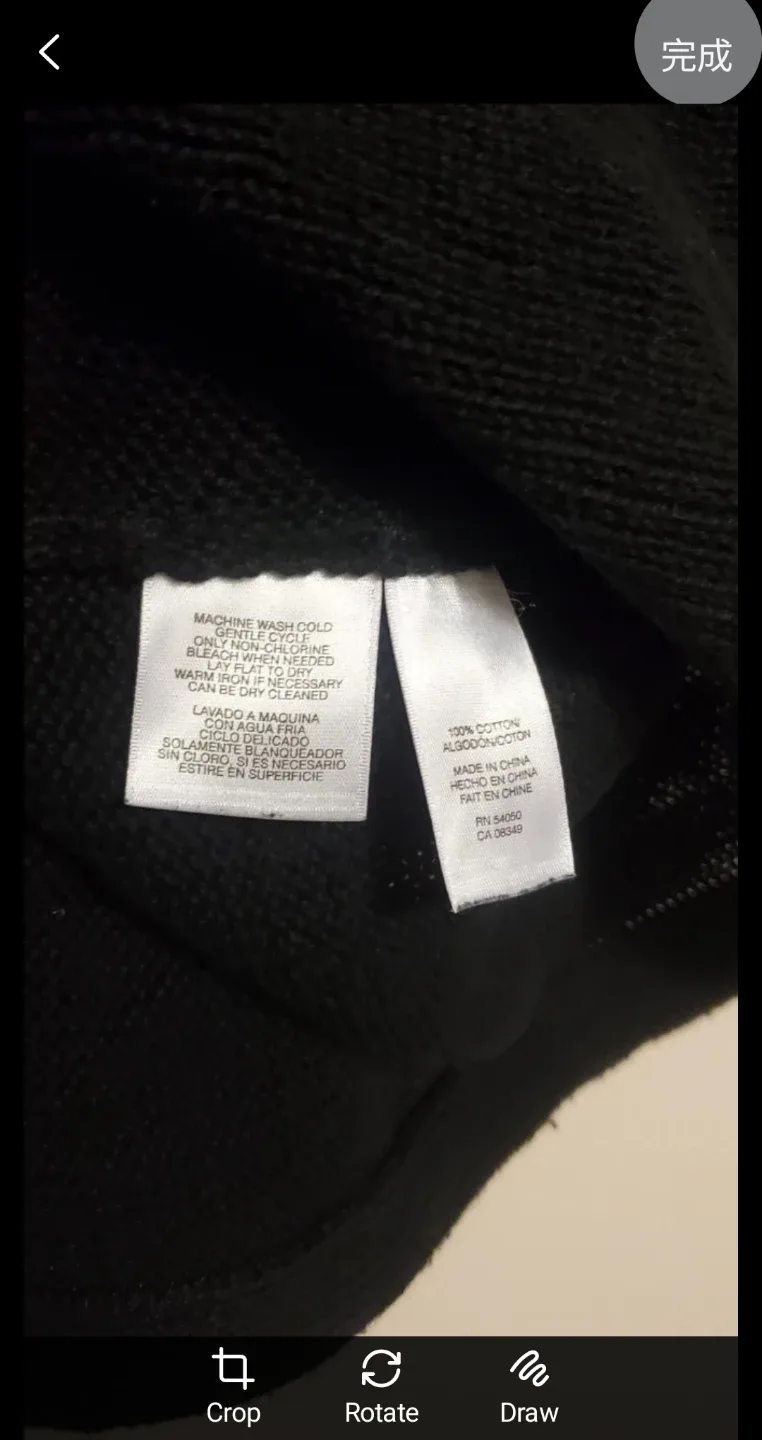 完成
MACHINE WASH COLD
GENTLE CYCLE
ONLY NON-CHLORINE
BLEACH WHEN NEEDED
LAY FLAT TO DRY
WARM IRON IF NECESSARY
CAN BE DRY CLEANED
LAVADO A MAQUINA
CON AGUA FRIA
CICLO DELICADO
SOLAMENTE BLANQUEADOR
SIN CLORO, SI ES NECESARIO
ESTIRE EN SUPERFICIE
100% COTTON/
ALGODON/COTON
MADE IN CHINA
HECHO EN CHINA
FAIT EN CHINE
RN 54050
CA 08349
Crop
Rotate
Draw